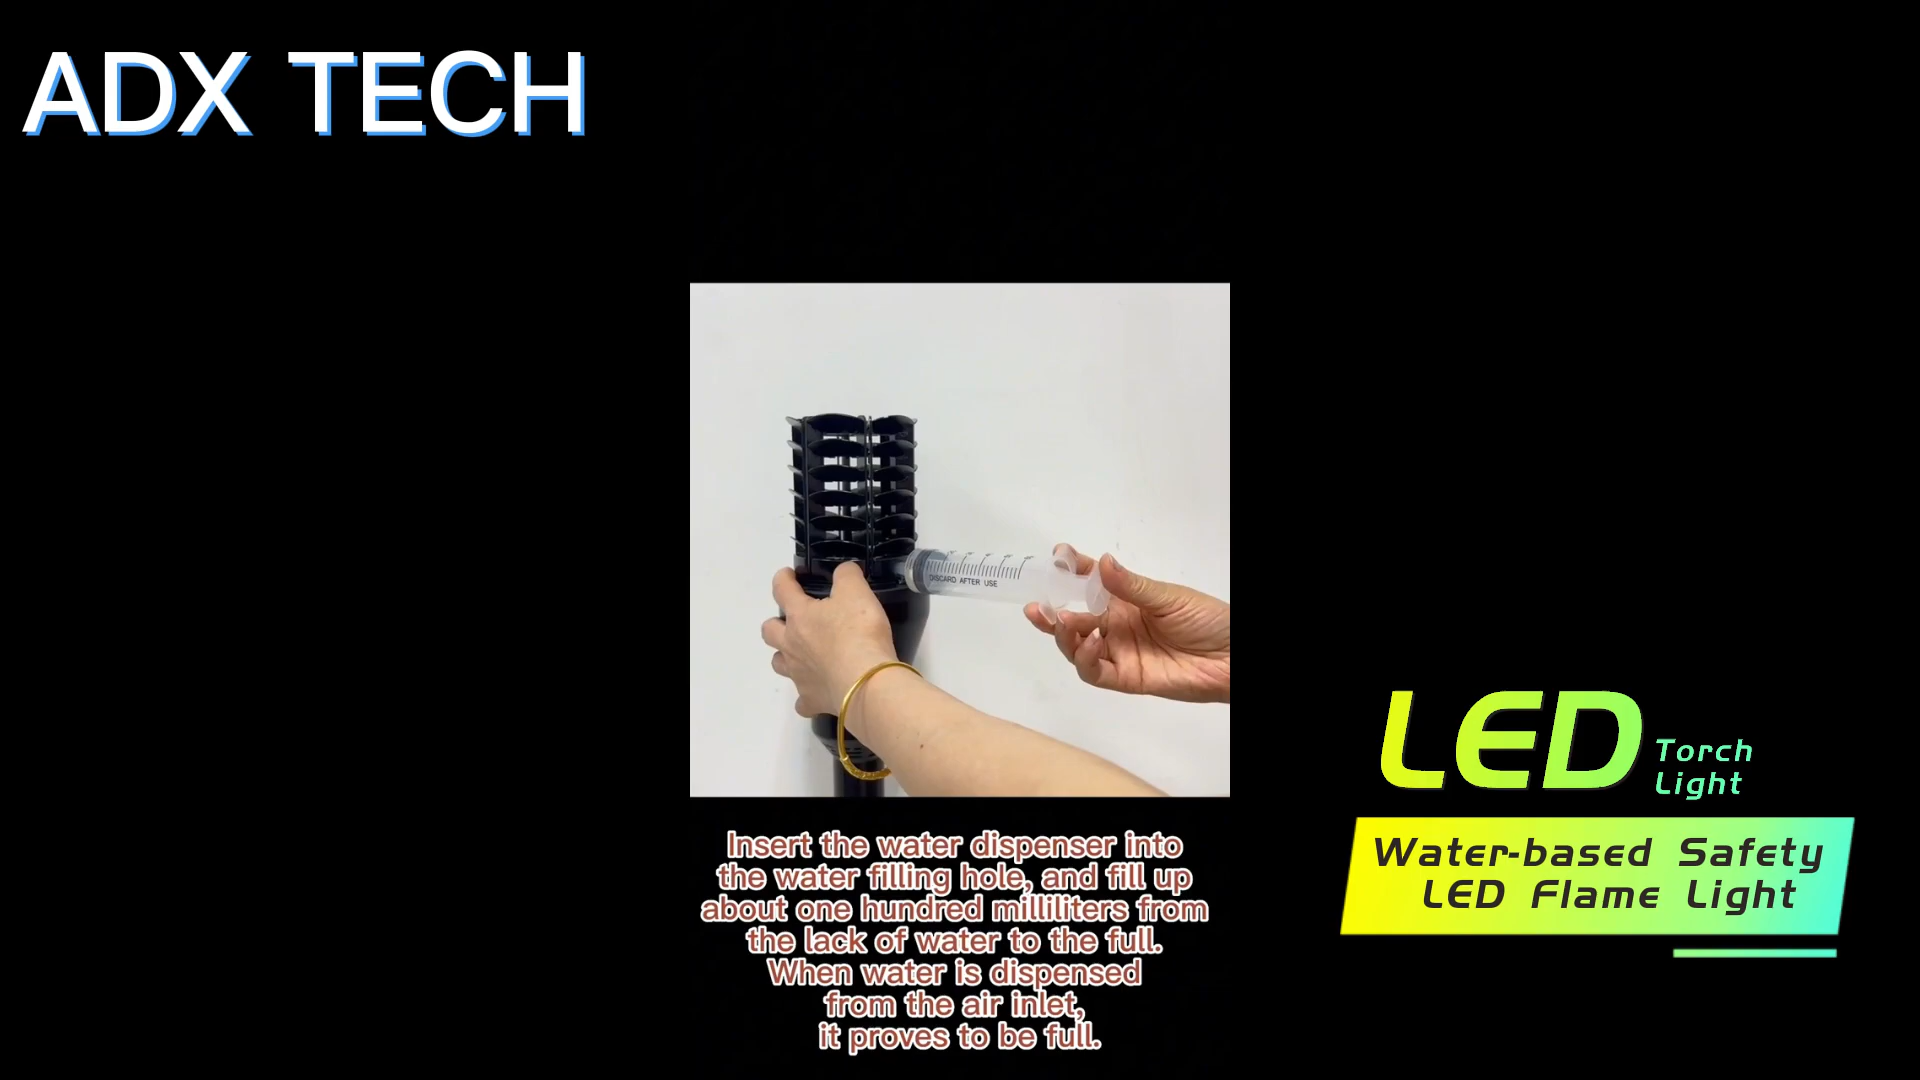 ADX TECH
DISCARD AFTER USE
LED
Torch
Light
Water-based Safety
LED Flame Light
Insert the water dispenser into
the water filling hole, and fill up
about one hundred milliliters from
the lack of water to the full.
When water is dispensed
from the air inlet,
it proves to be full.